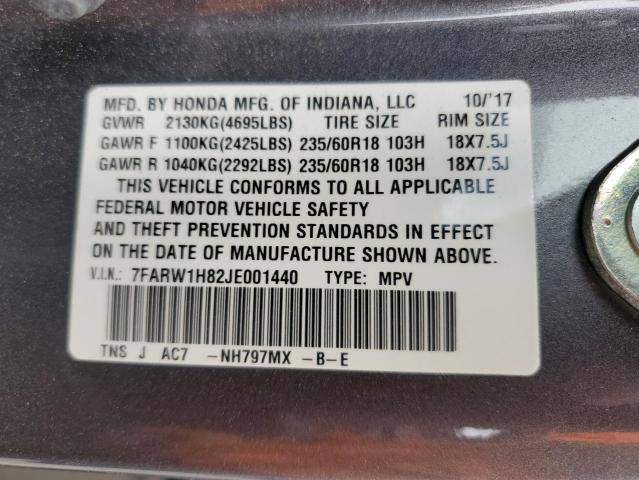 MFD. BY HONDA MFG. OF INDIANA, LLC 10/'17
GVWR 2130KG(4695LBS) TIRE SIZE RIM SIZE
GAWR F 1100KG(2425LBS) 235/60R18 103H 18X7.5J
GAWR R 1040KG(2292LBS) 235/60R18 103H 18X7.5J
THIS VEHICLE CONFORMS TO ALL APPLICABLE
FEDERAL MOTOR VEHICLE SAFETY
AND THEFT PREVENTION STANDARDS IN EFFECT
ON THE DATE OF MANUFACTURE SHOWN ABOVE.
V.I.N.: 7FARW1H82JE001440 TYPE: MPV
TNS J AC7 -NH797MX -B-E